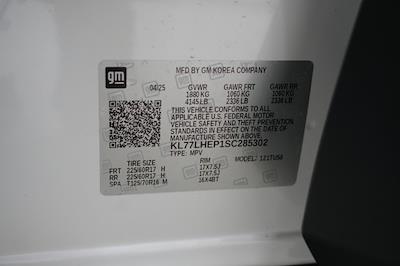 gm
MFD BY GM KOREA COMPANY
04/25 GVWR GAWR FRT GAWR RR
1880 KG 1060 KG 1060 KG
4145 LB 2336 LB 2336 LB
THIS VEHICLE CONFORMS TO ALL APPLICABLE
U.S. FEDERAL MOTOR
VEHICLE SAFETY AND THEFT PREVENTION
STANDARDS IN EFFECT ON THE DATE OF
MANUFACTURE SHOWN ABOVE.
KL77LHEP1SC285302
TYPE: MPV
TIRE SIZE RIM MODEL: 1Z1TU58
FRT 225/60R17 H 17X7.5J
RR 225/60R17 H 17X7.5J
SPA T125/70R16 M 16X4BT